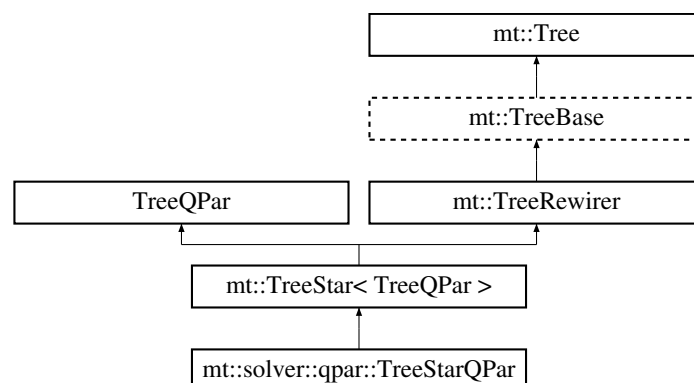 mt::Tree
mt::TreeBase
TreeQPar
mt::TreeRewirer
mt::TreeStar< TreeQPar >
mt::solver::qpar::TreeStarQPar